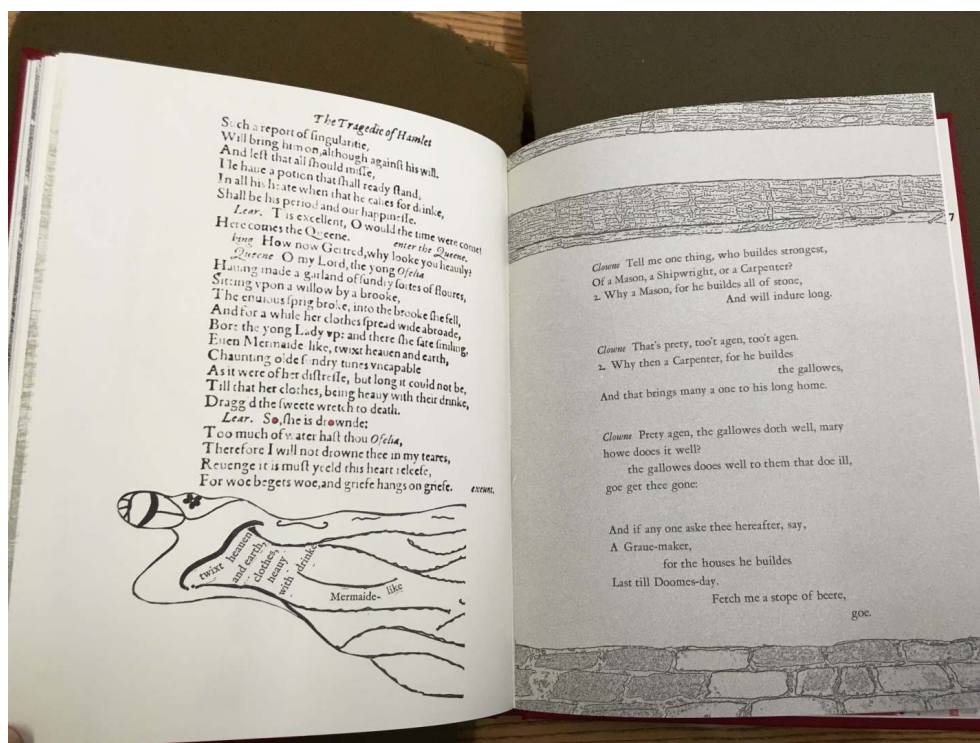 The Tragedie of Hamlet
Such a report of singularitie,
Will bring him on, although against his will.
And lest that all should misse,
Ile haue a potion that shall ready stand,
In all his heate when that he calles for drinke,
Shall be his period and our happinesse.
Lear. T is excellent, O would the time were come!
Here comes the Queene. enter the Queene.
king How now Gertred, why looke you heauily?
Queene O my Lord, the yong Ofelia
Hauing made a garland of sundry sortes of floures,
Sitting vpon a willow by a brooke,
The enuious sprig broke, into the brooke she fell,
And for a while her clothes spread wide abroade,
Bore the yong Lady vp: and there she sate smiling,
Euen Mermaide-like, twixt heauen and earth,
Chaunting olde sundry tunes vncapable
As it were of her distresse, but long it could not be,
Till that her clothes, being heauy with their drinke,
Dragg'd the sweete wretch to death.
Lear. So, she is drownde:
Too much of water hast thou Ofelia,
Therefore I will not drowne thee in my teares,
Reuenge it is must yeeld this heart releefe,
For woe begets woe, and griefe hangs on griefe. exeunt.
twixt heauen
and earth,
clothes,
heauy
with drinke
Mermaide-like
7
Clowne Tell me one thing, who buildes strongest,
Of a Mason, a Shipwright, or a Carpenter?
2. Why a Mason, for he buildes all of stone,
And will indure long.
Clowne That's prety, too't agen, too't agen.
2. Why then a Carpenter, for he buildes
the gallowes,
And that brings many a one to his long home.
Clowne Prety agen, the gallowes doth well, mary
howe dooes it well?
the gallowes dooes well to them that doe ill,
goe get thee gone:
And if any one aske thee hereafter, say,
A Graue-maker,
for the houses he buildes
Last till Doomes-day.
Fetch me a stope of beere,
goe.